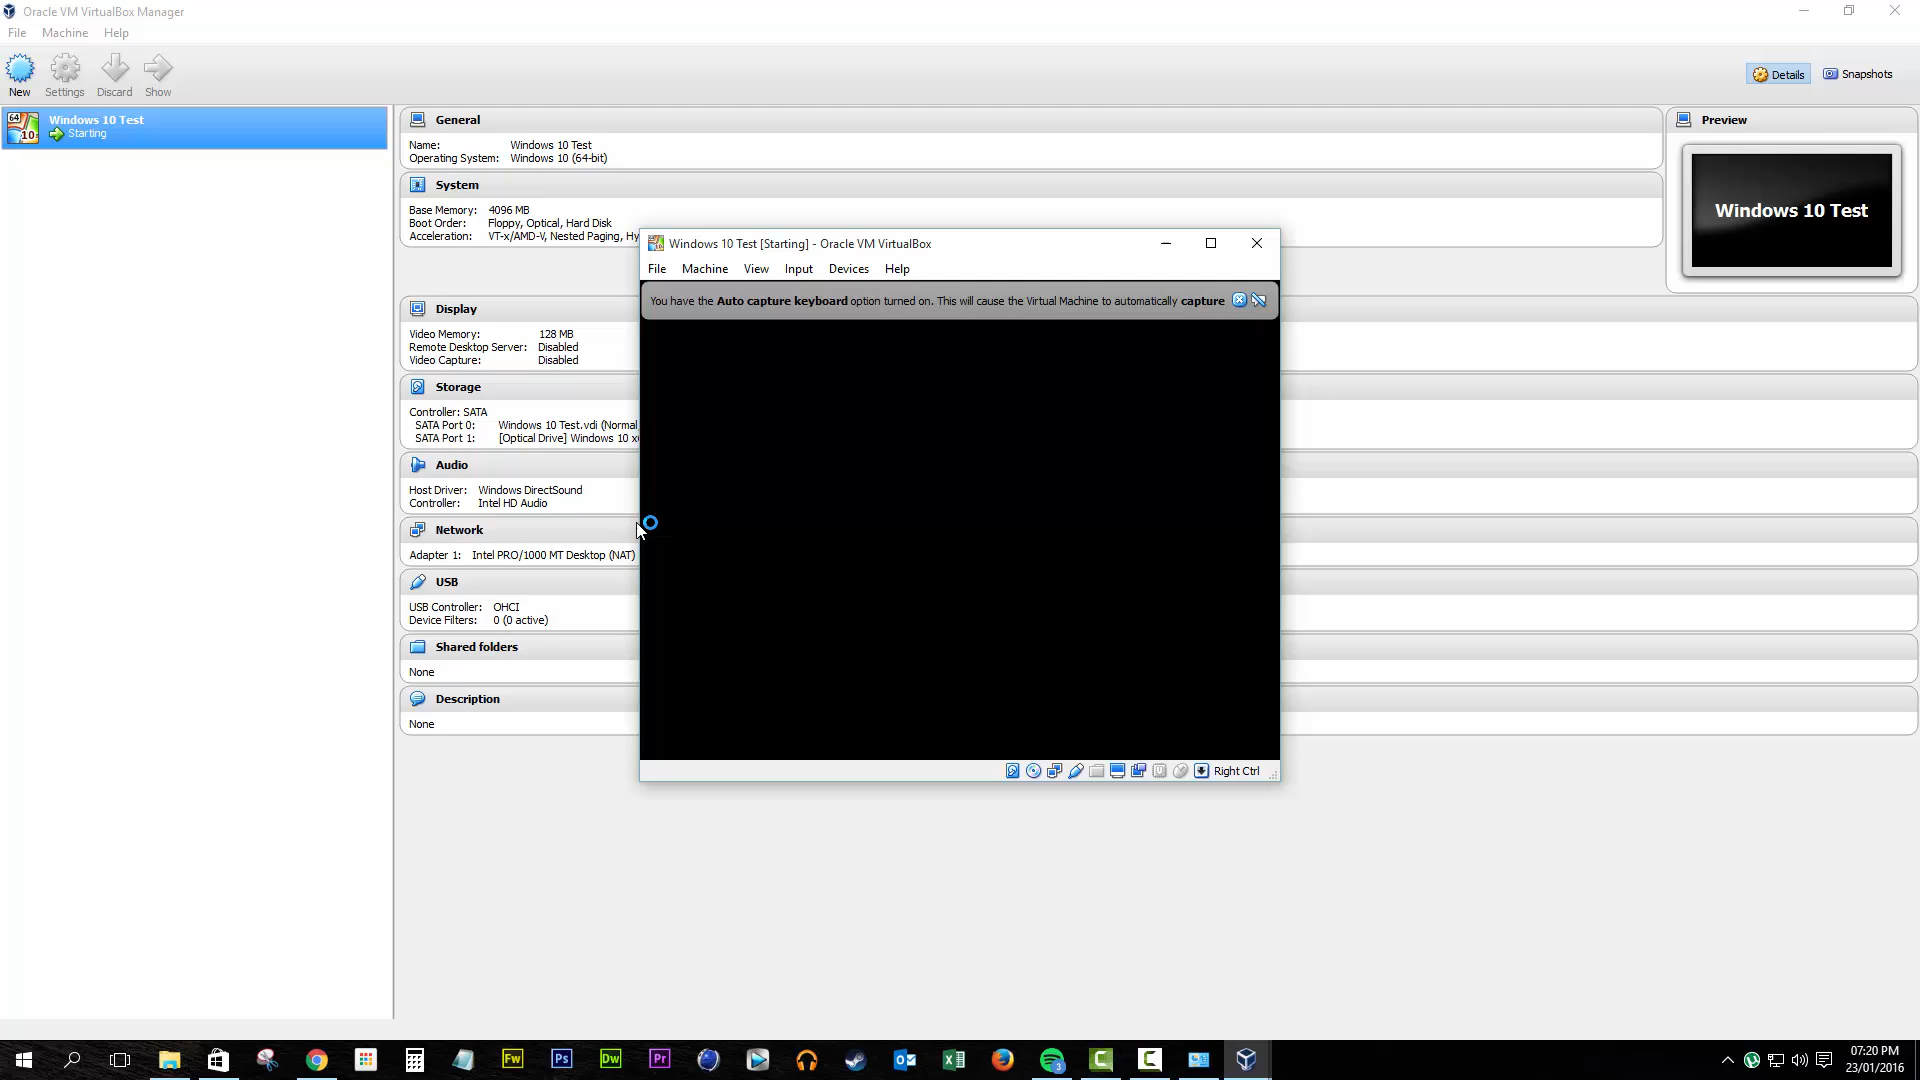 Oracle VM VirtualBox Manager
File Machine Help
New Settings Discard Show
Details Snapshots
64
10
Windows 10 Test
Starting
General
Name: Windows 10 Test
Operating System: Windows 10 (64-bit)
System
Base Memory: 4096 MB
Boot Order: Floppy, Optical, Hard Disk
Acceleration: VT-x/AMD-V, Nested Paging, Hy
Display
Video Memory: 128 MB
Remote Desktop Server: Disabled
Video Capture: Disabled
Storage
Controller: SATA
SATA Port 0: Windows 10 Test.vdi (Normal,
SATA Port 1: [Optical Drive] Windows 10 x
Audio
Host Driver: Windows DirectSound
Controller: Intel HD Audio
Network
Adapter 1: Intel PRO/1000 MT Desktop (NAT)
USB
USB Controller: OHCI
Device Filters: 0 (0 active)
Shared folders
None
Description
None
Preview
Windows 10 Test
Windows 10 Test [Starting] - Oracle VM VirtualBox
File Machine View Input Devices Help
You have the Auto capture keyboard option turned on. This will cause the Virtual Machine to automatically capture
Right Ctrl
Fw Ps Dw Pr
3
07:20 PM
23/01/2016